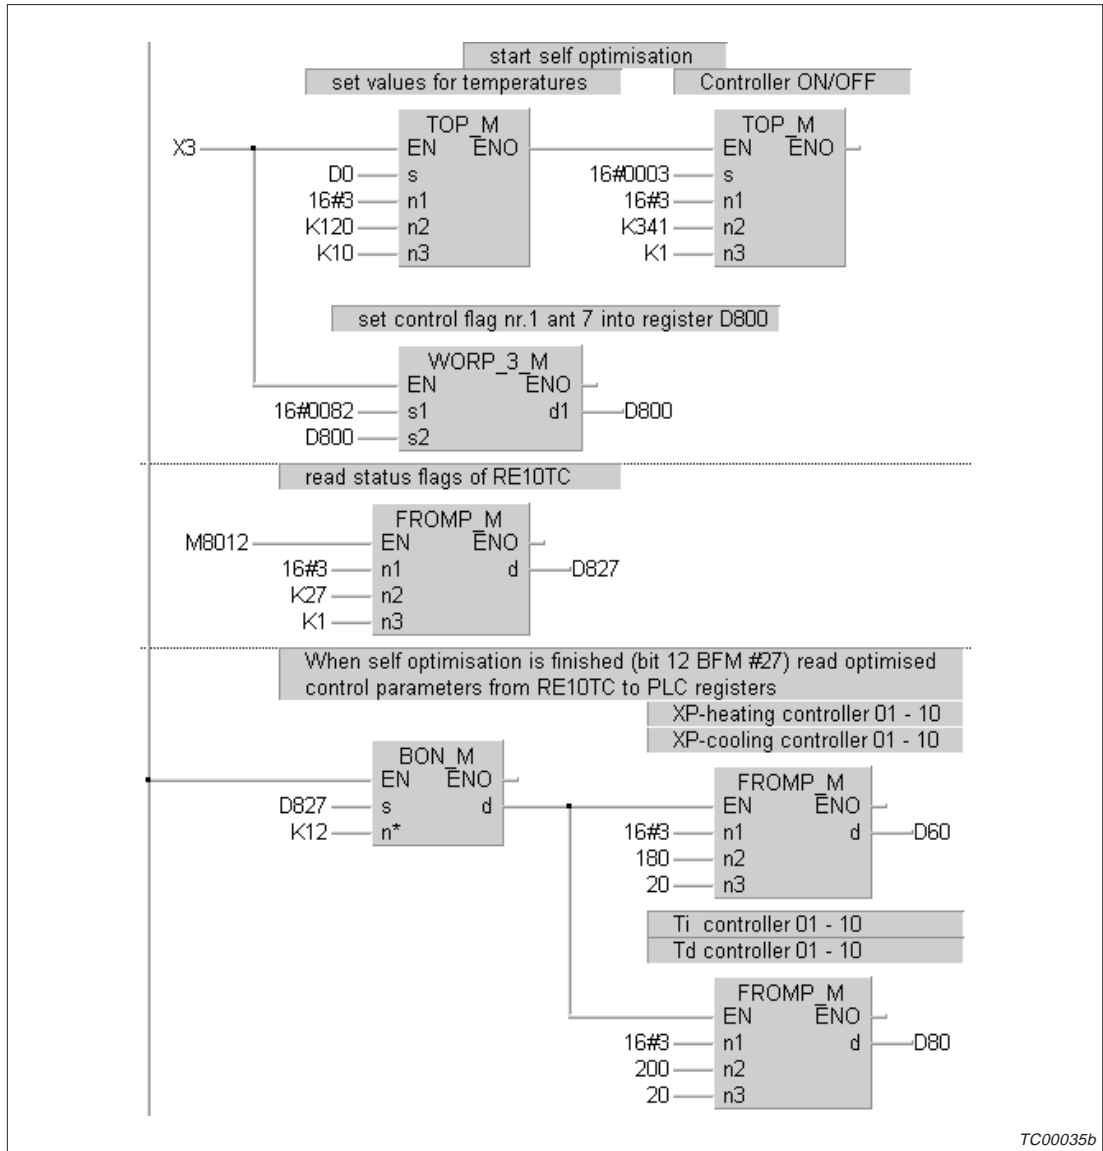 start self optimisation
set values for temperatures Controller ON/OFF
TOP_M TOP_M
X3 EN ENO EN ENO
D0 s 16#0003 s
16#3 n1 16#3 n1
K120 n2 K341 n2
K10 n3 K1 n3
set control flag nr.1 ant 7 into register D800
WORP_3_M
EN ENO
16#0082 s1 d1 D800
D800 s2
read status flags of RE10TC
FROMP_M
M8012 EN ENO
16#3 n1 d D827
K27 n2
K1 n3
When self optimisation is finished (bit 12 BFM #27) read optimised
control parameters from RE10TC to PLC registers
XP-heating controller 01 - 10
XP-cooling controller 01 - 10
BON_M
EN ENO
D827 s d
K12 n*
FROMP_M
EN ENO
16#3 n1 d D60
180 n2
20 n3
Ti controller 01 - 10
Td controller 01 - 10
FROMP_M
EN ENO
16#3 n1 d D80
200 n2
20 n3
TC00035b